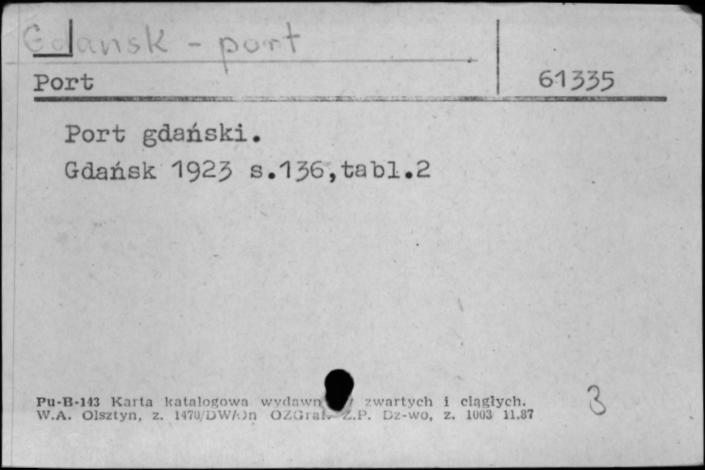 Gdańsk - port
Port 61335
Port gdański.
Gdańsk 1923 s.136,tabl.2
Pu-B-143 Karta katalogowa wydawn zwartych i ciągłych.
W.A. Olsztyn, z. 1470/DW/On OZGraf. Z.P. Dz-wo, z. 1003 11.87
3